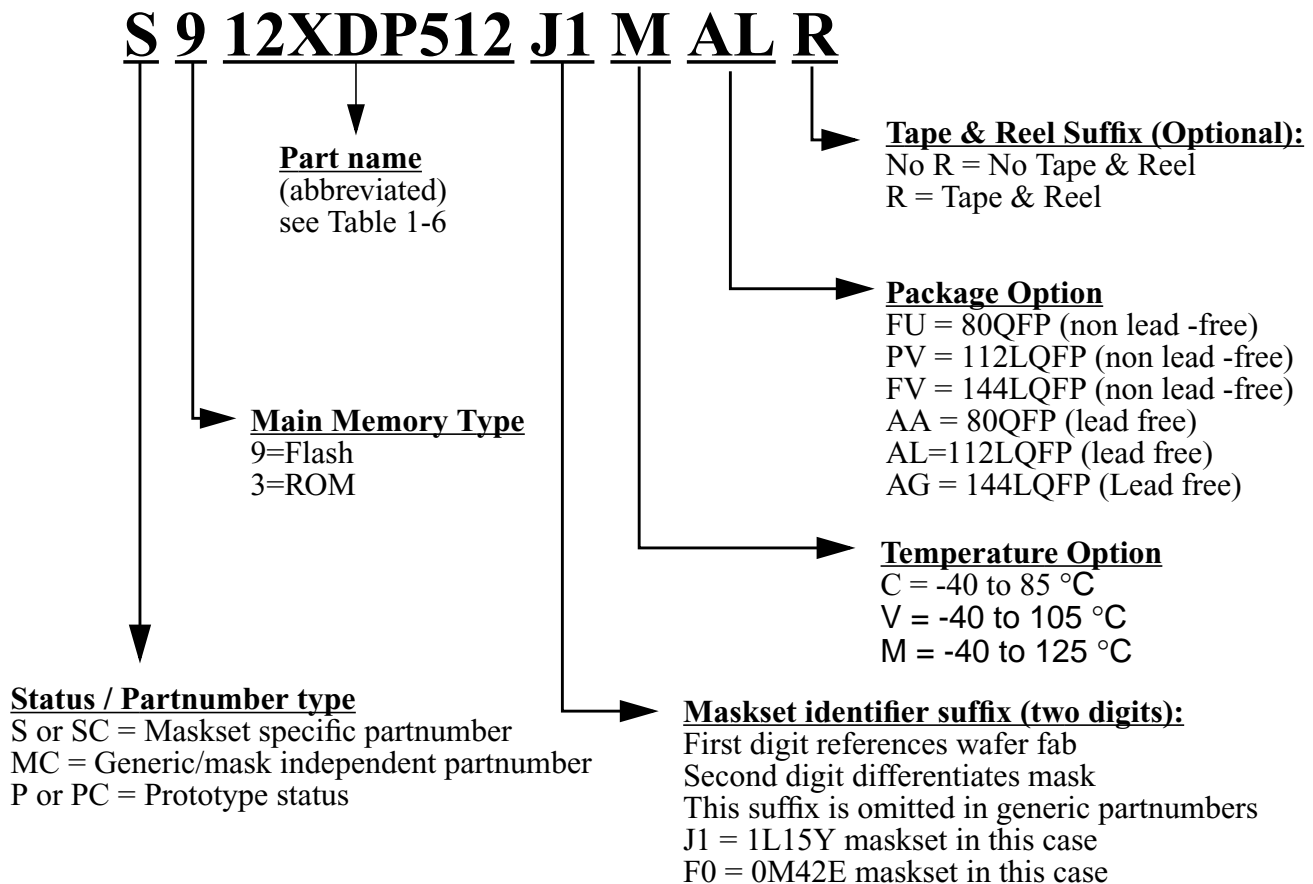 S 9 12XDP512 J1 M AL R
Tape & Reel Suffix (Optional):
No R = No Tape & Reel
R = Tape & Reel
Part name
(abbreviated)
see Table 1-6
Package Option
FU = 80QFP (non lead -free)
PV = 112LQFP (non lead -free)
FV = 144LQFP (non lead -free)
AA = 80QFP (lead free)
AL=112LQFP (lead free)
AG = 144LQFP (Lead free)
Main Memory Type
9=Flash
3=ROM
Temperature Option
C = -40 to 85 °C
V = -40 to 105 °C
M = -40 to 125 °C
Status / Partnumber type
S or SC = Maskset specific partnumber
MC = Generic/mask independent partnumber
P or PC = Prototype status
Maskset identifier suffix (two digits):
First digit references wafer fab
Second digit differentiates mask
This suffix is omitted in generic partnumbers
J1 = 1L15Y maskset in this case
F0 = 0M42E maskset in this case